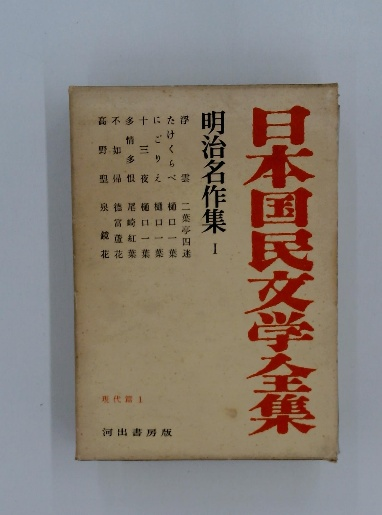 日本国民文学全集
明治名作集 1
浮雲 二葉亭四迷
たけくらべ 樋口一葉
にごりえ 樋口一葉
十三夜 樋口一葉
多情多恨 尾崎紅葉
不如帰 徳富蘆花
高野聖 泉鏡花
現代篇 1
河出書房版